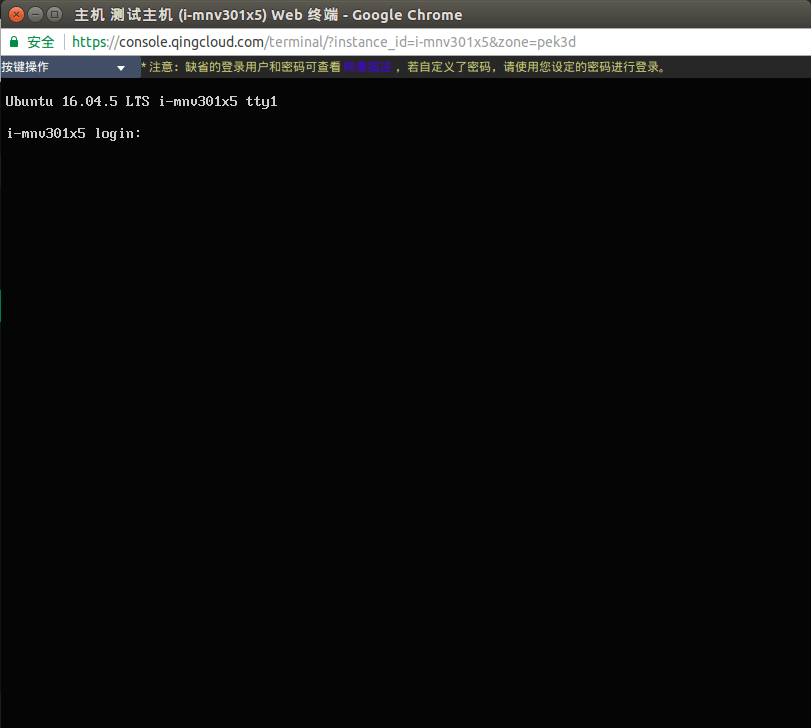 主机 测试主机 (i-mnv301x5) Web 终端 - Google Chrome
安全 https://console.qingcloud.com/terminal/?instance_id=i-mnv301x5&zone=pek3d
按键操作 * 注意: 缺省的登录用户和密码可查看 ，若自定义了密码，请使用您设定的密码进行登录。
Ubuntu 16.04.5 LTS i-mnv301x5 tty1
i-mnv301x5 login: